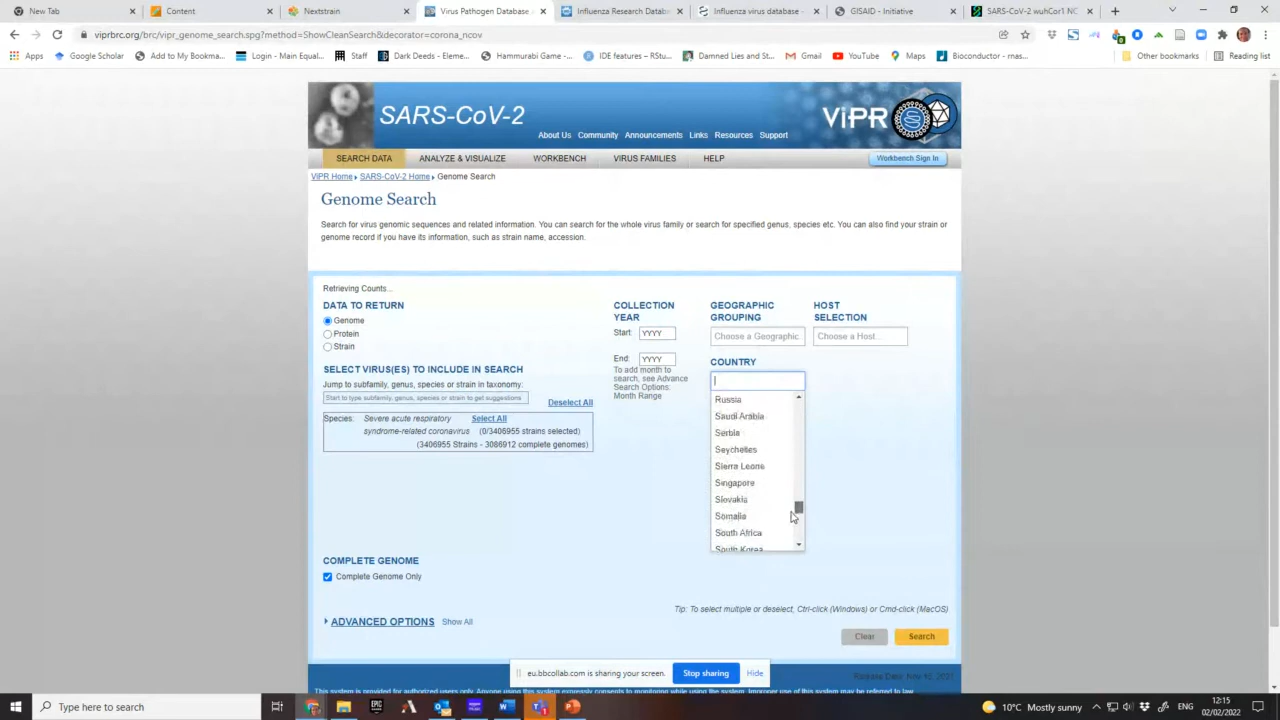 New Tab
Content
Nextstrain
Virus Pathogen Database
Influenza Research Databas
Influenza virus database -
GISAID - Initiative
SARS-CoV-2 wuhCor1 NC
viprbrc.org/brc/vipr_genome_search.spg?method=ShowCleanSearch&decorator=corona_ncov
Apps
Google Scholar
Add to My Bookma...
Login - Main Equal...
Staff
Dark Deeds - Eleme...
Hammurabi Game -...
IDE features – RStu...
Damned Lies and St...
Gmail
YouTube
Maps
Bioconductor - mo...
Other bookmarks
Reading list
SARS-CoV-2
ViPR
About Us Community Announcements Links Resources Support
SEARCH DATA ANALYZE & VISUALIZE WORKBENCH VIRUS FAMILIES HELP
Workbench Sign In
ViPR Home SARS-CoV-2 Home Genome Search
Genome Search
Search for virus genomic sequences and related information. You can search for the whole virus family or search for specified genus, species etc. You can also find your strain or
genome record if you have its information, such as strain name, accession.
Retrieving Counts...
DATA TO RETURN
Genome
Protein
Strain
SELECT VIRUS(ES) TO INCLUDE IN SEARCH
Jump to subfamily, genus, species or strain in taxonomy:
Start to type subfamily, genus, species or strain to get suggestions
Deselect All
Species: Severe acute respiratory Select All
syndrome-related coronavirus (0/3406955 strains selected)
(3406955 Strains - 3086912 complete genomes)
COLLECTION
YEAR
Start: YYYY
End: YYYY
To add month to
search, see Advance
Search Options:
Month Range
GEOGRAPHIC
GROUPING
Choose a Geographic
COUNTRY
Russia
Saudi Arabia
Serbia
Seychelles
Sierra Leone
Singapore
Slovakia
Somalia
South Africa
South Korea
HOST
SELECTION
Choose a Host...
COMPLETE GENOME
Complete Genome Only
Tip: To select multiple or deselect, Ctrl-click (Windows) or Cmd-click (MacOS)
ADVANCED OPTIONS Show All
Clear
Search
eu.bbcollab.com is sharing your screen.
Stop sharing
Hide
10°C Mostly sunny
12:15
02/02/2022